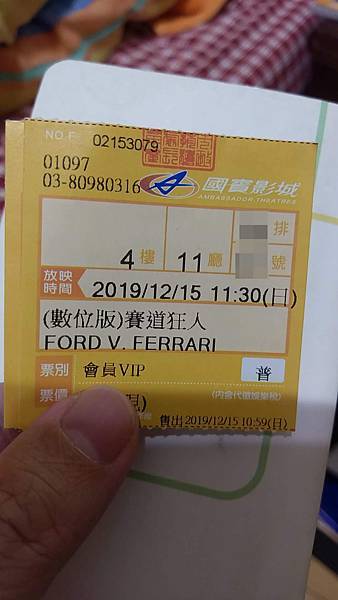 NO.F 02153079
01097
03-80980316
國賓影城
AMBASSADOR THEATRES
排
4樓 11廳 號
放映時間 2019/12/15 11:30(日)
(數位版)賽道狂人
FORD V. FERRARI
票別 會員VIP 普
票價 (內含代徵娛樂稅)
售出 2019/12/15 10:59(日)